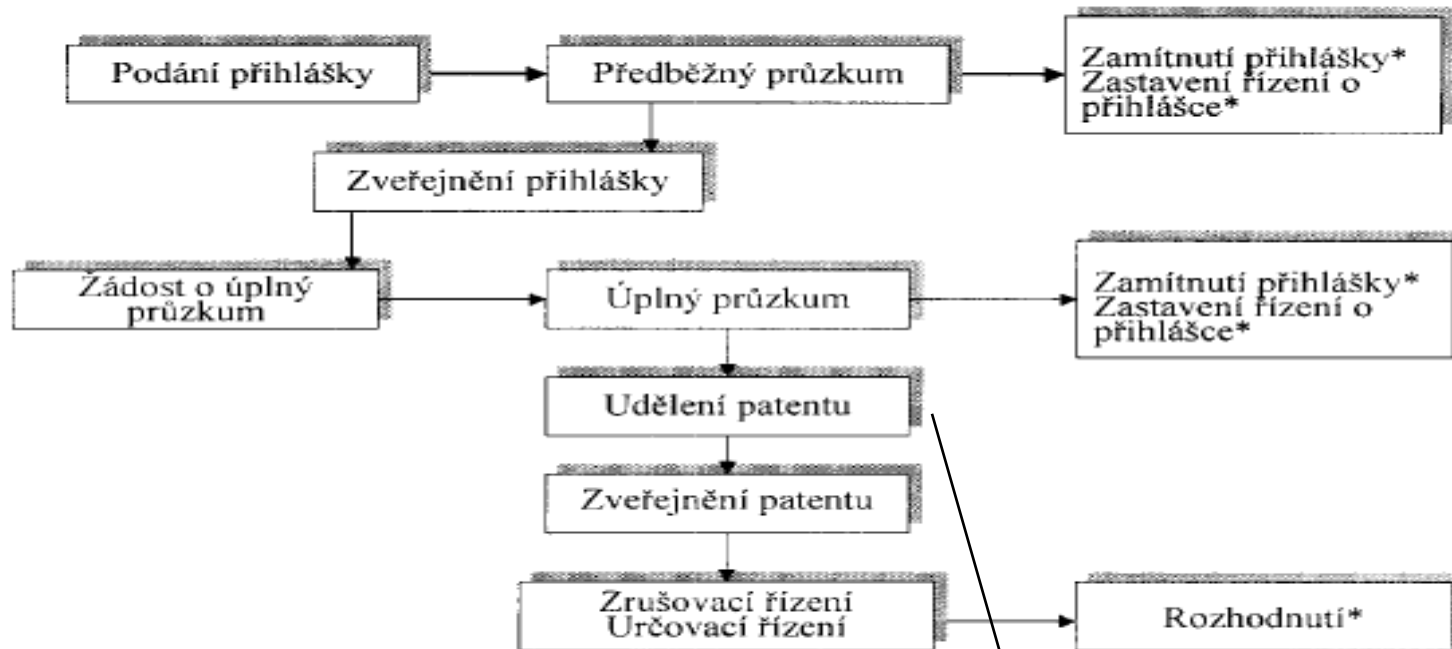 Podání přihlášky
Předběžný průzkum
Zamítnutí přihlášky*
Zastavení řízení o
přihlášce*
Zveřejnění přihlášky
Žádost o úplný
průzkum
Úplný průzkum
Zamítnutí přihlášky*
Zastavení řízení o
přihlášce*
Udělení patentu
Zveřejnění patentu
Zrušovací řízení
Určovací řízení
Rozhodnutí*